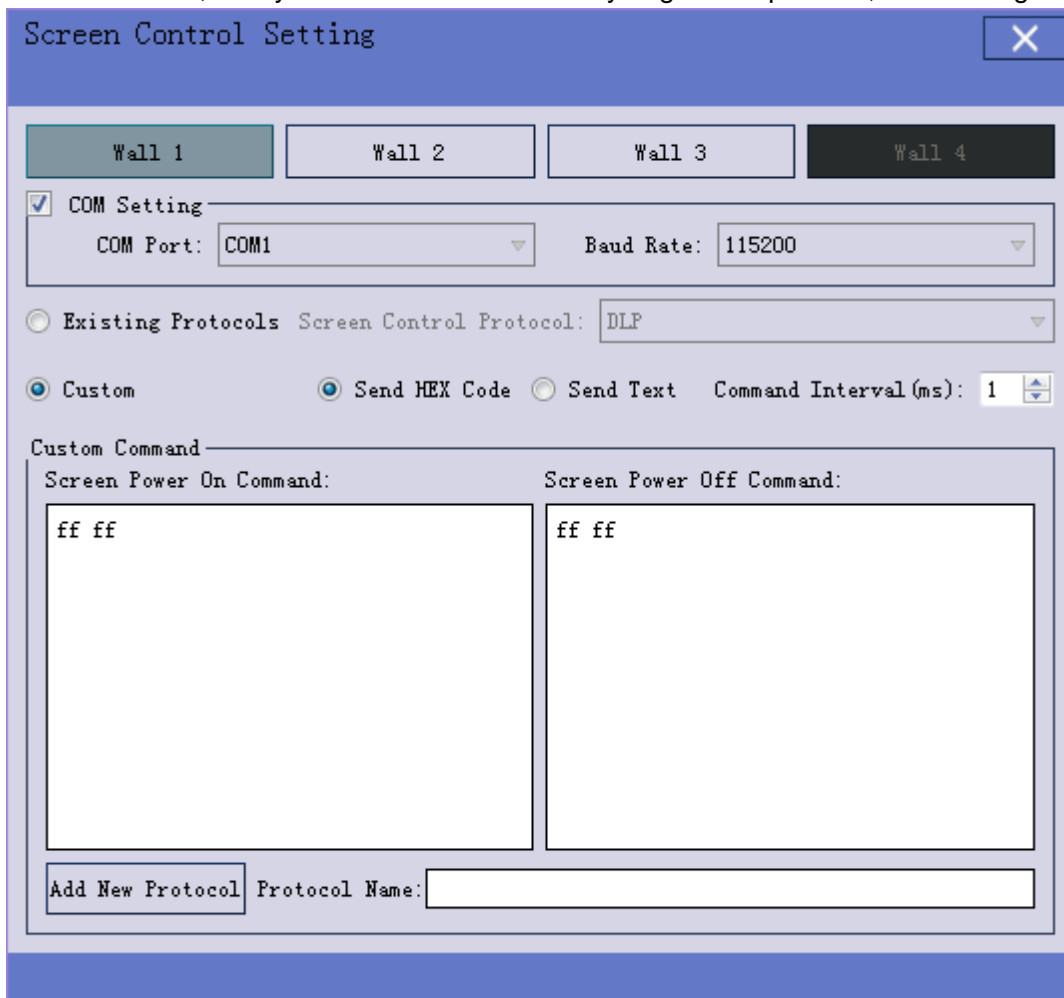 Screen Control Setting
Wall 1 Wall 2 Wall 3 Wall 4
COM Setting
COM Port: COM1 Baud Rate: 115200
Existing Protocols Screen Control Protocol: DLP
Custom Send HEX Code Send Text Command Interval(ms): 1
Custom Command
Screen Power On Command: Screen Power Off Command:
ff ff ff ff
Add New Protocol Protocol Name: